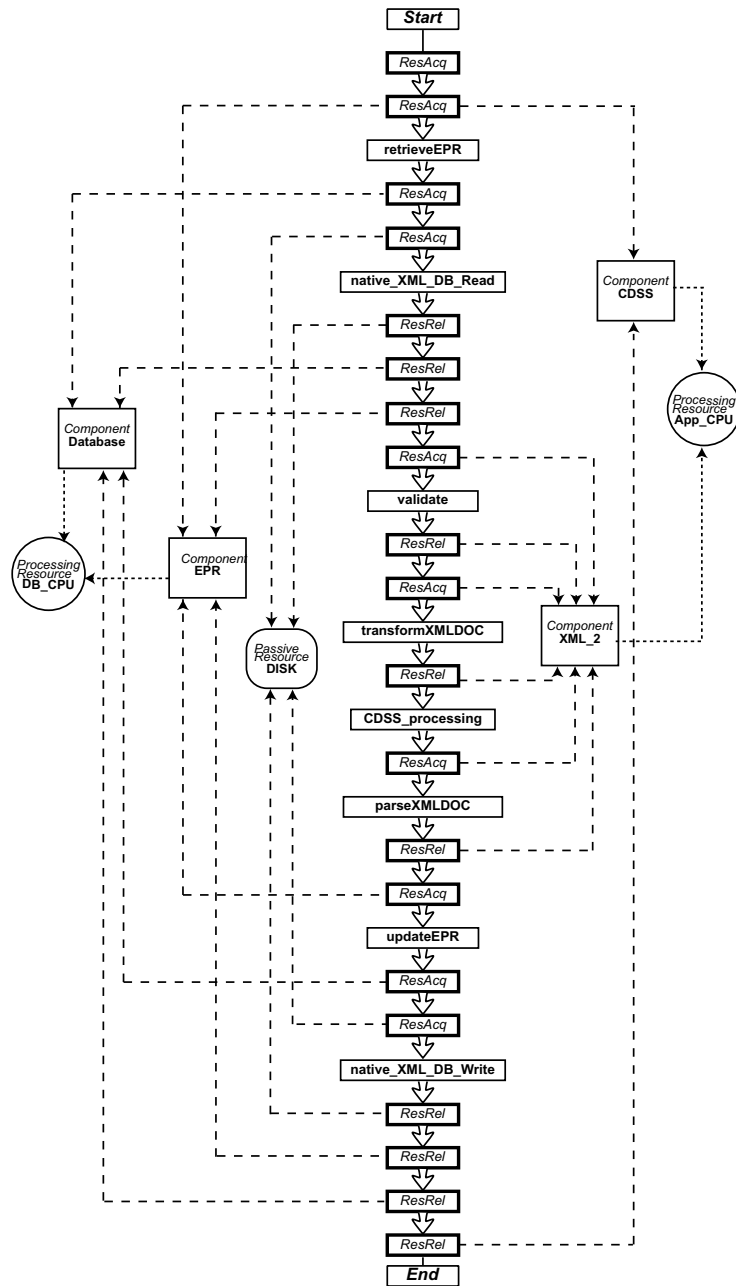 Start
ResAcq
ResAcq
retrieveEPR
ResAcq
ResAcq
native_XML_DB_Read
Component
CDSS
ResRel
ResRel
Processing
Resource
App_CPU
ResRel
Component
Database
ResAcq
validate
ResRel
Component
EPR
Processing
Resource
DB_CPU
ResAcq
transformXMLDOC
Component
XML_2
Passive
Resource
DISK
ResRel
CDSS_processing
ResAcq
parseXMLDOC
ResRel
ResAcq
updateEPR
ResAcq
ResAcq
native_XML_DB_Write
ResRel
ResRel
ResRel
ResRel
End